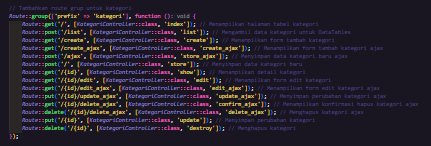 // Tambahkan route grup untuk kategori
Route::group(['prefix' => 'kategori'], function (): void {
Route::get('/', [KategoriController::class, 'index']); // Menampilkan halaman tabel kategori
Route::post('/list', [KategoriController::class, 'list']); // Mengambil data kategori untuk DataTables
Route::get('/create', [KategoriController::class, 'create']); // Menampilkan form tambah kategori
Route::get('/create_ajax', [KategoriController::class, 'create_ajax']); // Menampilkan form tambah kategori ajax
Route::post('/ajax', [KategoriController::class, 'store_ajax']); // Menyimpan data kategori baru ajax
Route::post('/', [KategoriController::class, 'store']); // Menyimpan data kategori baru
Route::get('/{id}', [KategoriController::class, 'show']); // Menampilkan detail kategori
Route::get('/{id}/edit', [KategoriController::class, 'edit']); // Menampilkan form edit kategori
Route::get('/{id}/edit_ajax', [KategoriController::class, 'edit_ajax']); // Menampilkan form edit kategori ajax
Route::put('/{id}/update_ajax', [KategoriController::class, 'update_ajax']); // Menyimpan perubahan kategori ajax
Route::get('/{id}/delete_ajax', [KategoriController::class, 'confirm_ajax']); // Menampilkan konfirmasi hapus kategori ajax
Route::delete('/{id}/delete_ajax', [KategoriController::class, 'delete_ajax']); // Menghapus kategori ajax
Route::put('/{id}', [KategoriController::class, 'update']); // Menyimpan perubahan kategori
Route::delete('/{id}', [KategoriController::class, 'destroy']); // Menghapus kategori
});